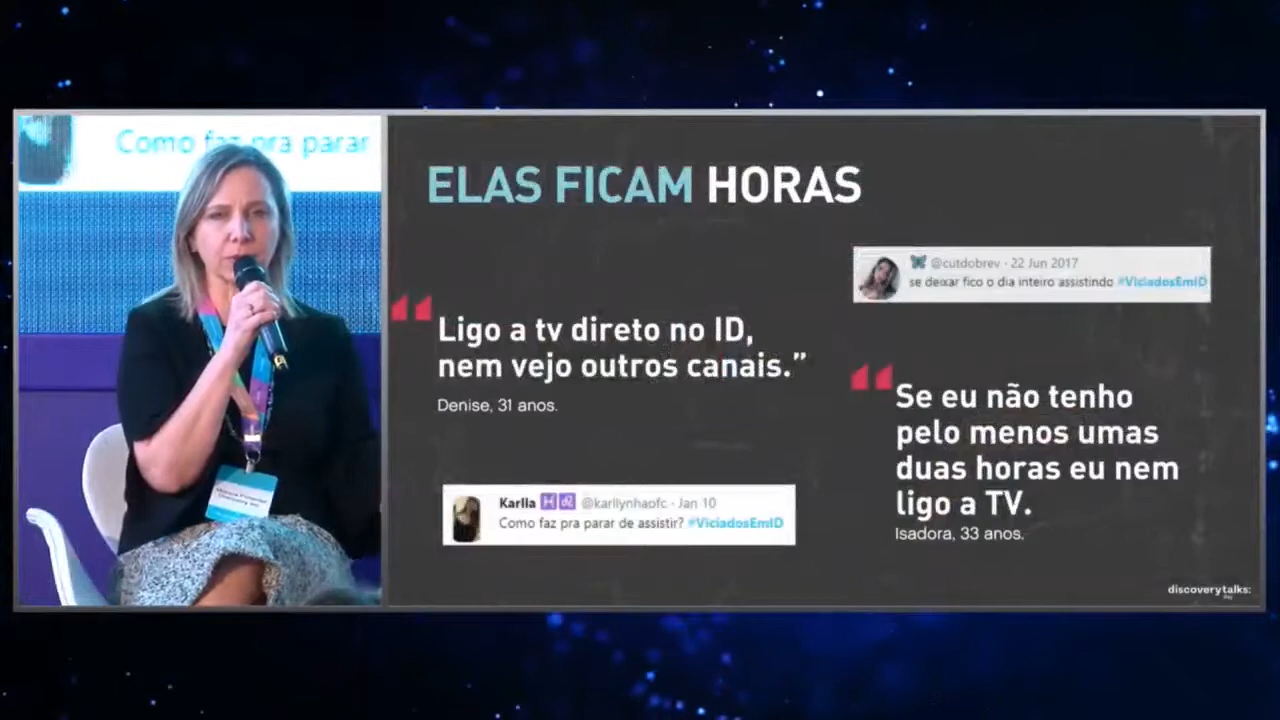 Como faz pra parar
ELAS FICAM HORAS
@cutdobrev · 22 Jun 2017
se deixar fico o dia inteiro assistindo #ViciadosEmID
Ligo a tv direto no ID,
nem vejo outros canais.”
Denise, 31 anos.
“Se eu não tenho
pelo menos umas
duas horas eu nem
ligo a TV.
Isadora, 33 anos.
Karlla @karllynhaofc · Jan 10
Como faz pra parar de assistir? #ViciadosEmID
discoverytalks: